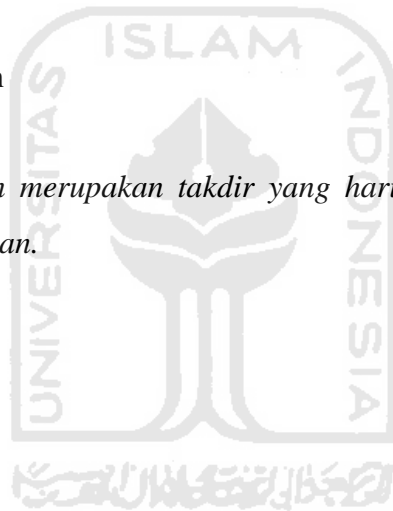 ISLAM
UNIVERSITAS
INDONESIA
n
n merupakan takdir yang
an.